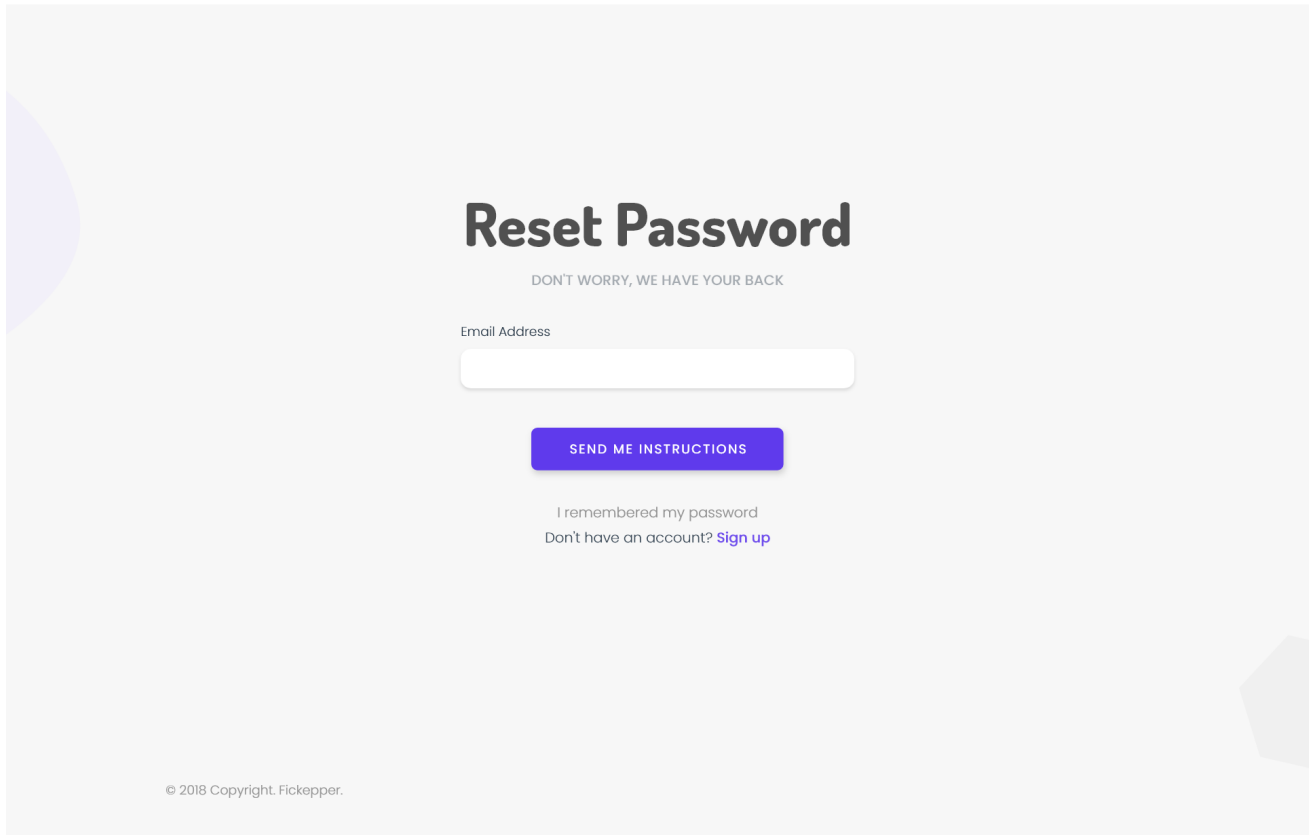 Reset Password
DON'T WORRY, WE HAVE YOUR BACK
Email Address
SEND ME INSTRUCTIONS
I remembered my password
Don't have an account? Sign up
© 2018 Copyright. Fickepper.